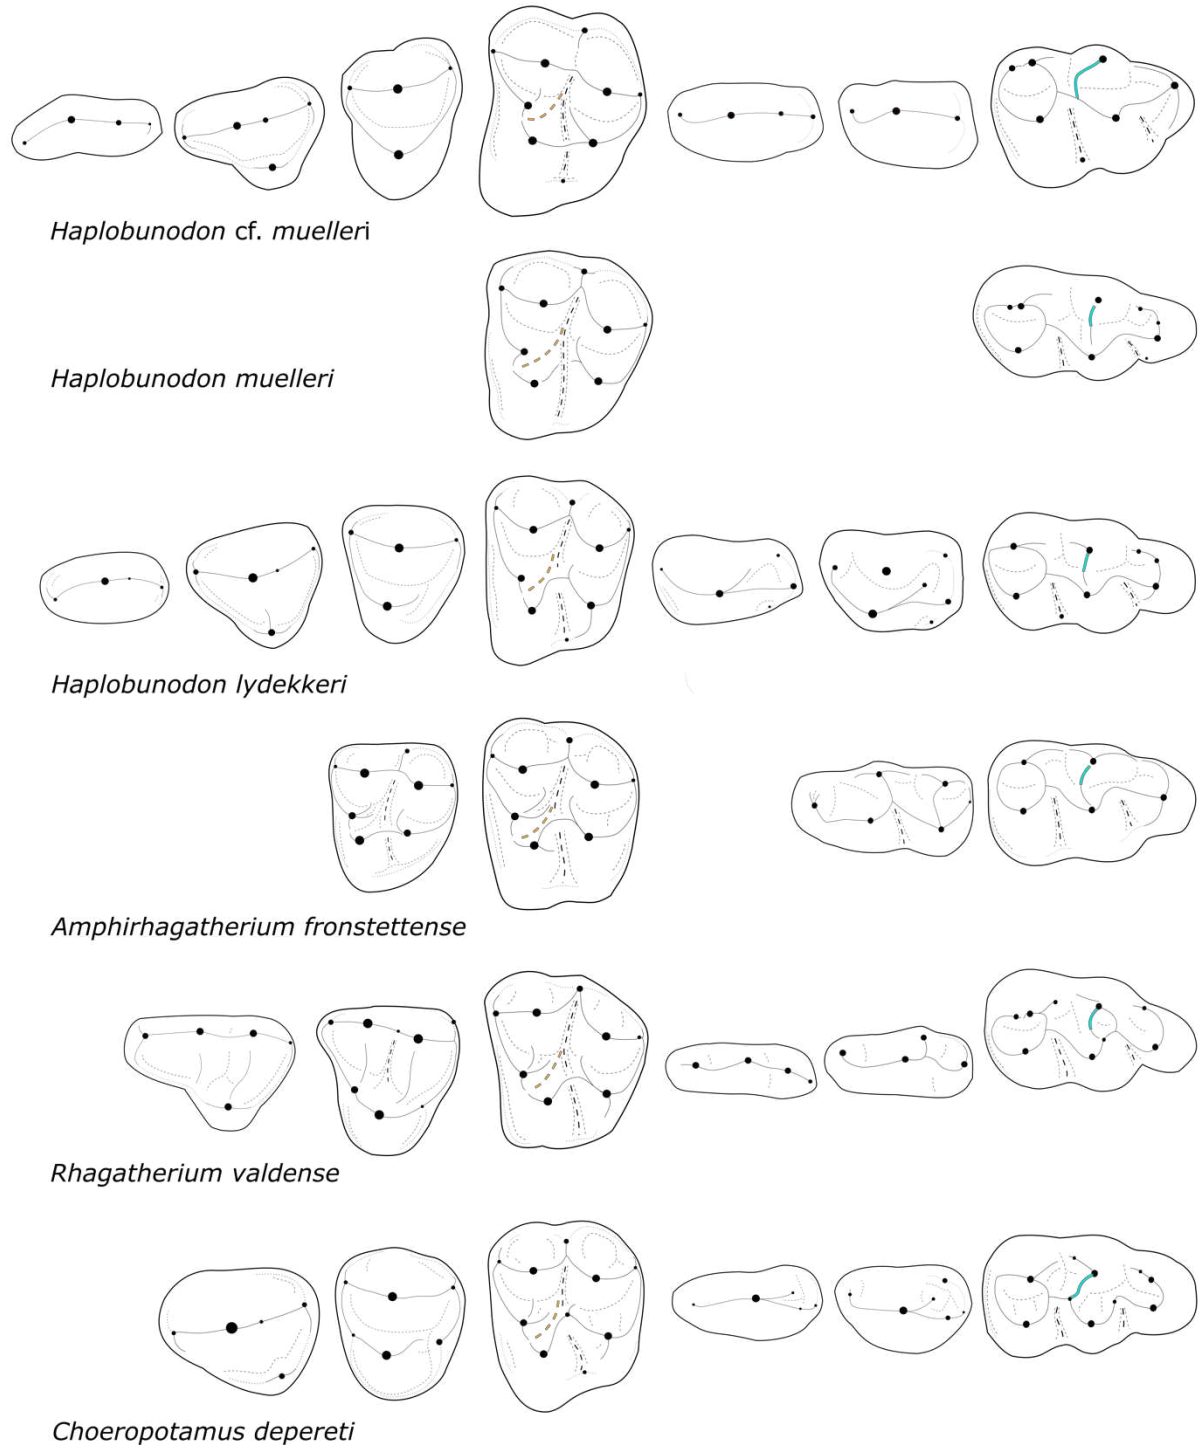 Haplobunodon cf. muelleri
Haplobunodon muelleri
Haplobunodon lydekkeri
Amphirhagatherium fronstettense
Rhagatherium valdense
Choeropotamus depereti